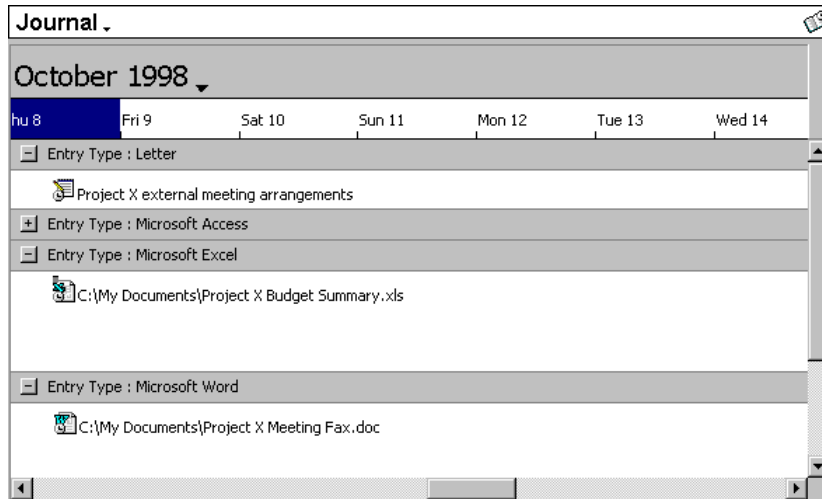 Journal
October 1998
hu 8 Fri 9 Sat 10 Sun 11 Mon 12 Tue 13 Wed 14
Entry Type : Letter
Project X external meeting arrangements
Entry Type : Microsoft Access
Entry Type : Microsoft Excel
C:\My Documents\Project X Budget Summary.xls
Entry Type : Microsoft Word
C:\My Documents\Project X Meeting Fax.doc